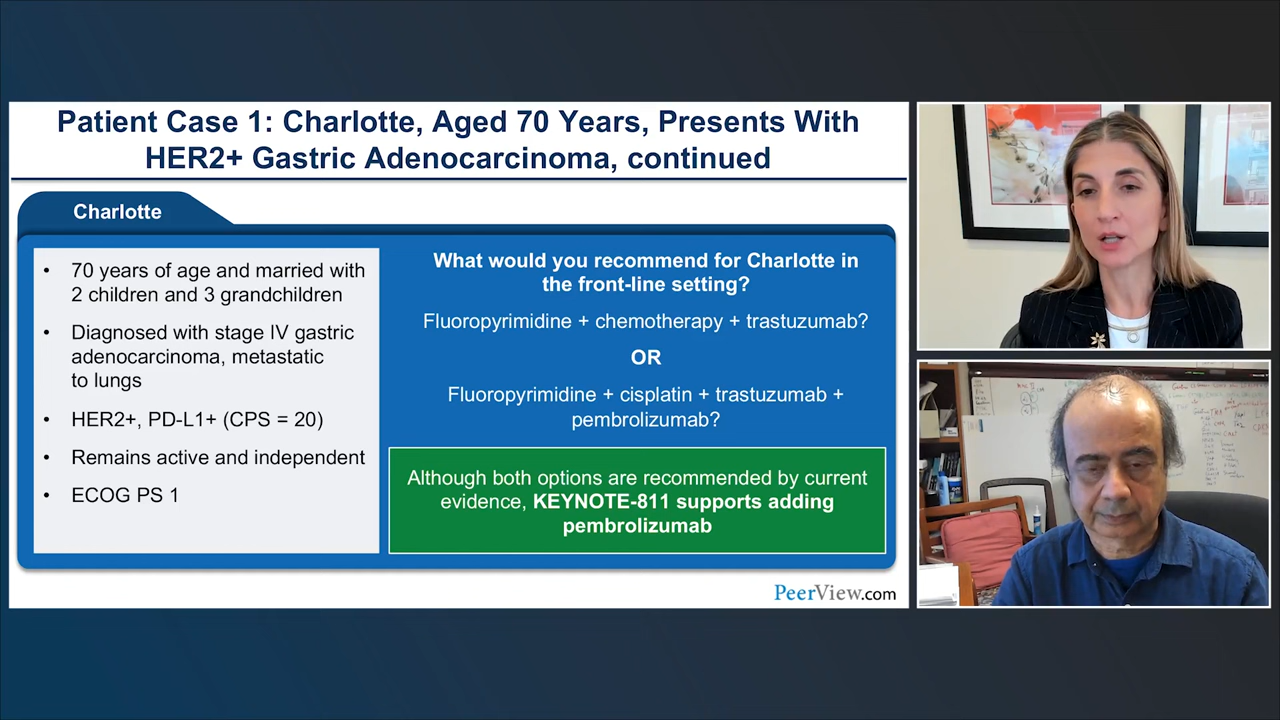 Patient Case 1: Charlotte, Aged 70 Years, Presents With
HER2+ Gastric Adenocarcinoma, continued
Charlotte
• 70 years of age and married with
2 children and 3 grandchildren
• Diagnosed with stage IV gastric
adenocarcinoma, metastatic
to lungs
• HER2+, PD-L1+ (CPS = 20)
• Remains active and independent
• ECOG PS 1
What would you recommend for Charlotte in
the front-line setting?
Fluoropyrimidine + chemotherapy + trastuzumab?
OR
Fluoropyrimidine + cisplatin + trastuzumab +
pembrolizumab?
Although both options are recommended by current
evidence, KEYNOTE-811 supports adding
pembrolizumab
PeerView.com